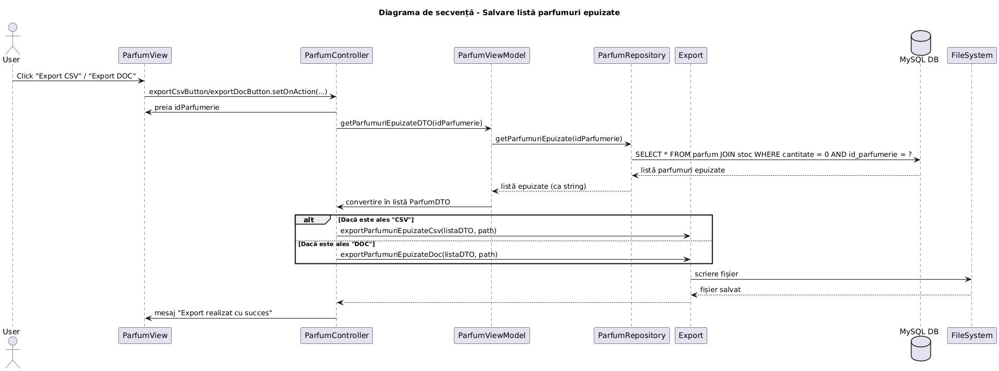 Diagrama de secvență - Salvare listă parfumuri epuizate
User
ParfumView
ParfumController
ParfumViewModel
ParfumRepository
Export
MySQL DB
FileSystem
Click "Export CSV" / "Export DOC"
exportCsvButton/exportDocButton.setOnAction(...)
preia idParfumerie
getParfumuriEpuizateDTO(idParfumerie)
getParfumuriEpuizate(idParfumerie)
SELECT * FROM parfum JOIN stoc WHERE cantitate = 0 AND id_parfumerie = ?
listă parfumuri epuizate
listă epuizate (ca string)
convertire în listă ParfumDTO
alt
[Dacă este ales "CSV"]
exportParfumuriEpuizateCsv(listaDTO, path)
[Dacă este ales "DOC"]
exportParfumuriEpuizateDoc(listaDTO, path)
scriere fișier
fișier salvat
mesaj "Export realizat cu succes"
User
ParfumView
ParfumController
ParfumViewModel
ParfumRepository
Export
MySQL DB
FileSystem